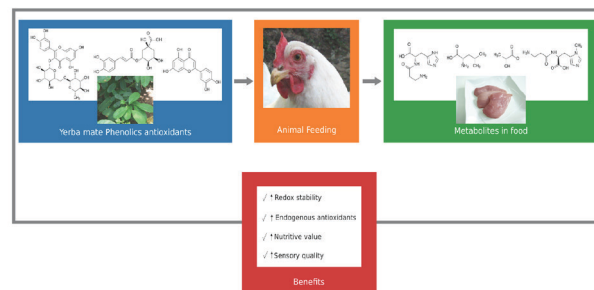 Yerba mate Phenolics antioxidants
Animal Feeding
Metabolites in food
√ ↑Redox stability
√ ↑Endogenous antioxidants
√ ↑Nutritive value
√ ↑Sensory quality
Benefits